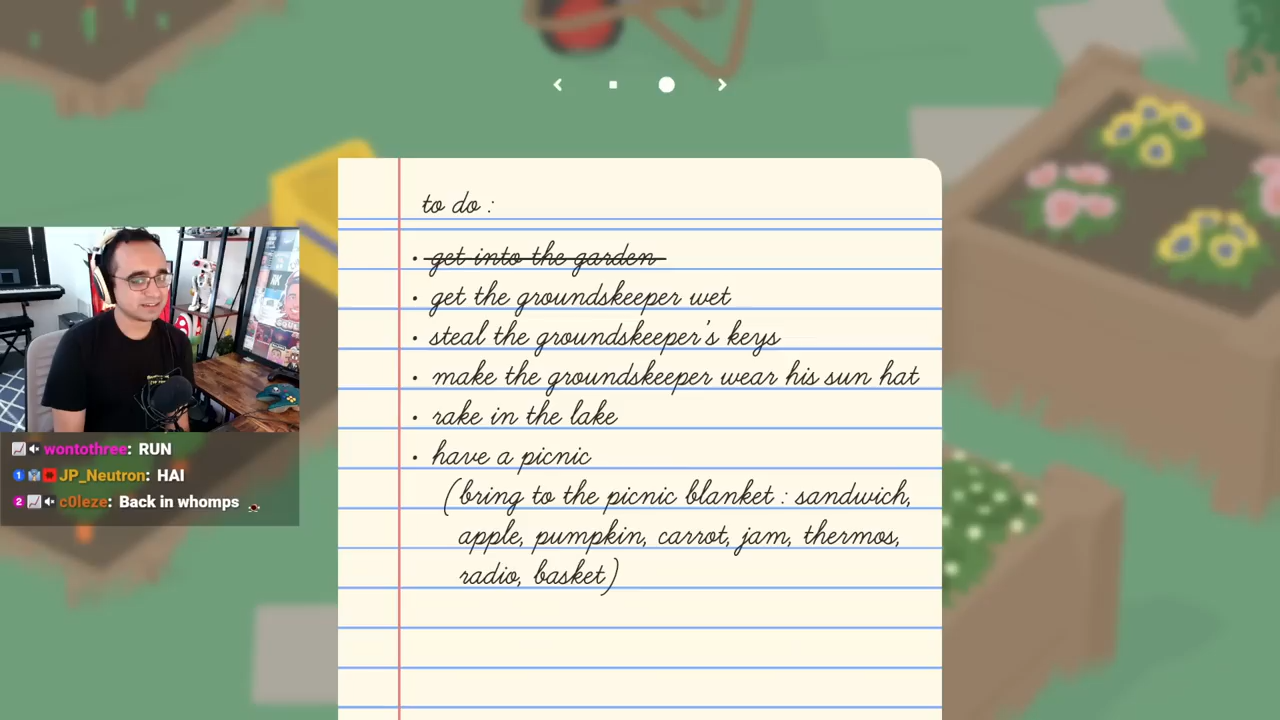 to do :
• get into the garden
• get the groundskeeper wet
• steal the groundskeeper's keys
• make the groundskeeper wear his sun hat
• rake in the lake
• have a picnic
(bring to the picnic blanket : sandwich,
apple, pumpkin, carrot, jam, thermos,
radio, basket)
wontothree: RUN
JP_Neutron: HAI
c0leze: Back in whomps